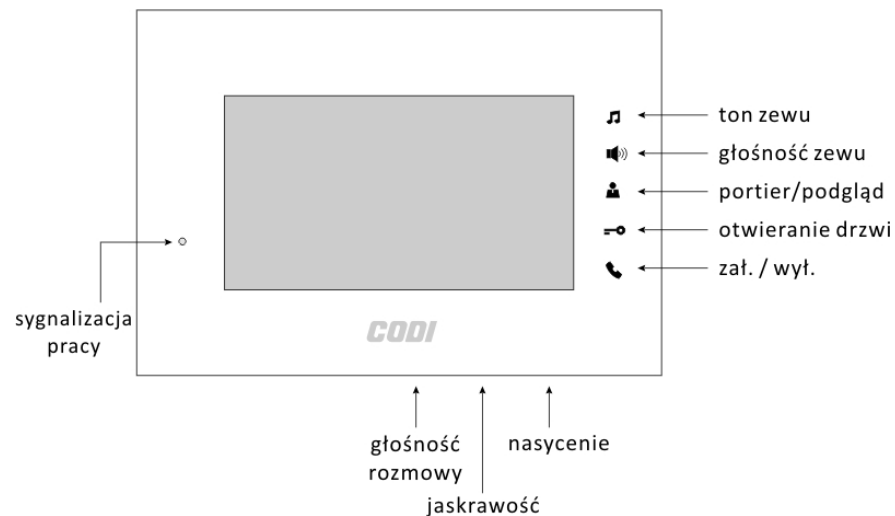 ton zewu
głośność zewu
portier/podgląd
otwieranie drzwi
zał. / wył.
sygnalizacja
pracy
CODI
głośność
rozmowy
nasycenie
jaskrawość